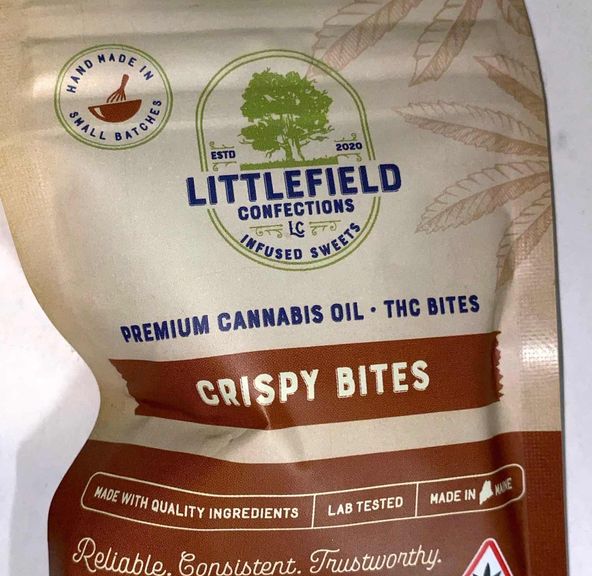 HAND MADE IN
SMALL BATCHES
ESTD 2020
LITTLEFIELD
CONFECTIONS
LC
INFUSED SWEETS
PREMIUM CANNABIS OIL • THC BITES
CRISPY BITES
MADE WITH QUALITY INGREDIENTS LAB TESTED MADE IN MAINE
Reliable. Consistent. Trustworthy.